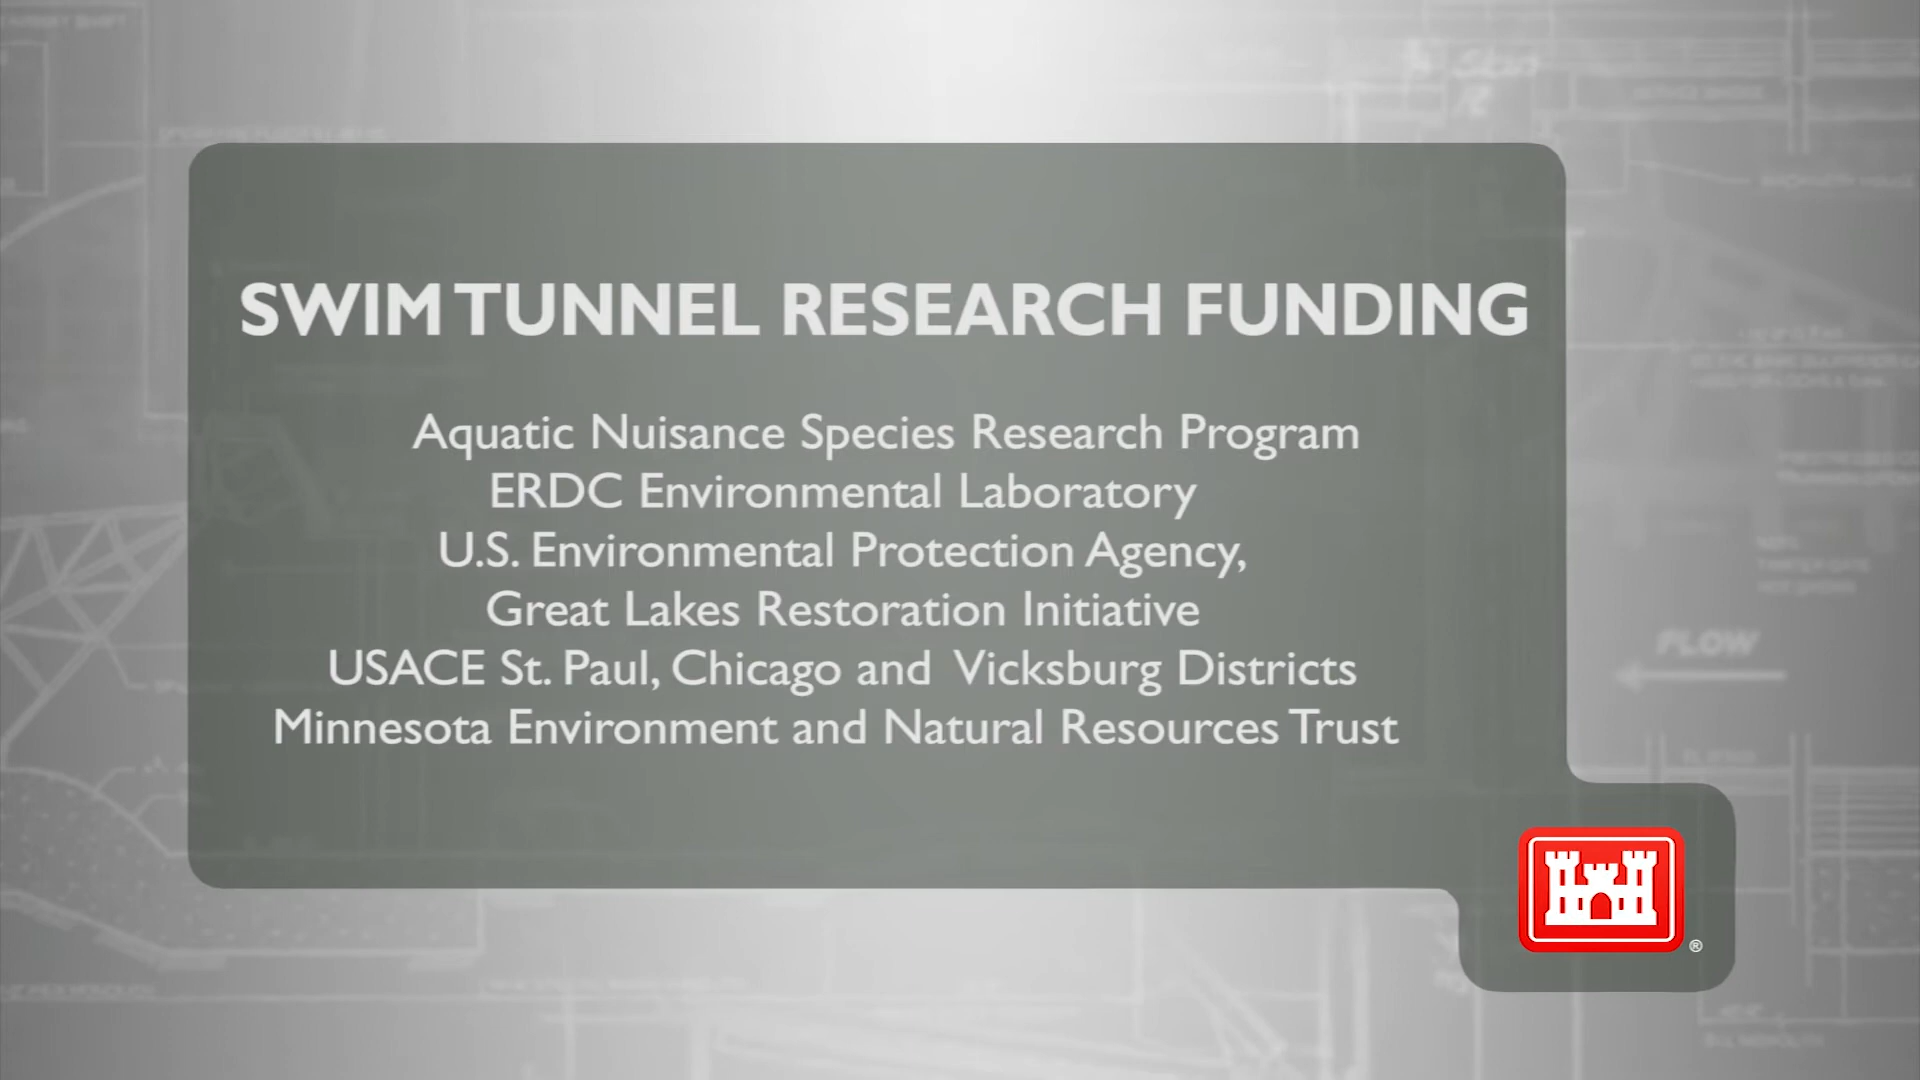 SWIM TUNNEL RESEARCH FUNDING
Aquatic Nuisance Species Research Program
ERDC Environmental Laboratory
U.S. Environmental Protection Agency,
Great Lakes Restoration Initiative
USACE St. Paul, Chicago and Vicksburg Districts
Minnesota Environment and Natural Resources Trust
FLOW
®